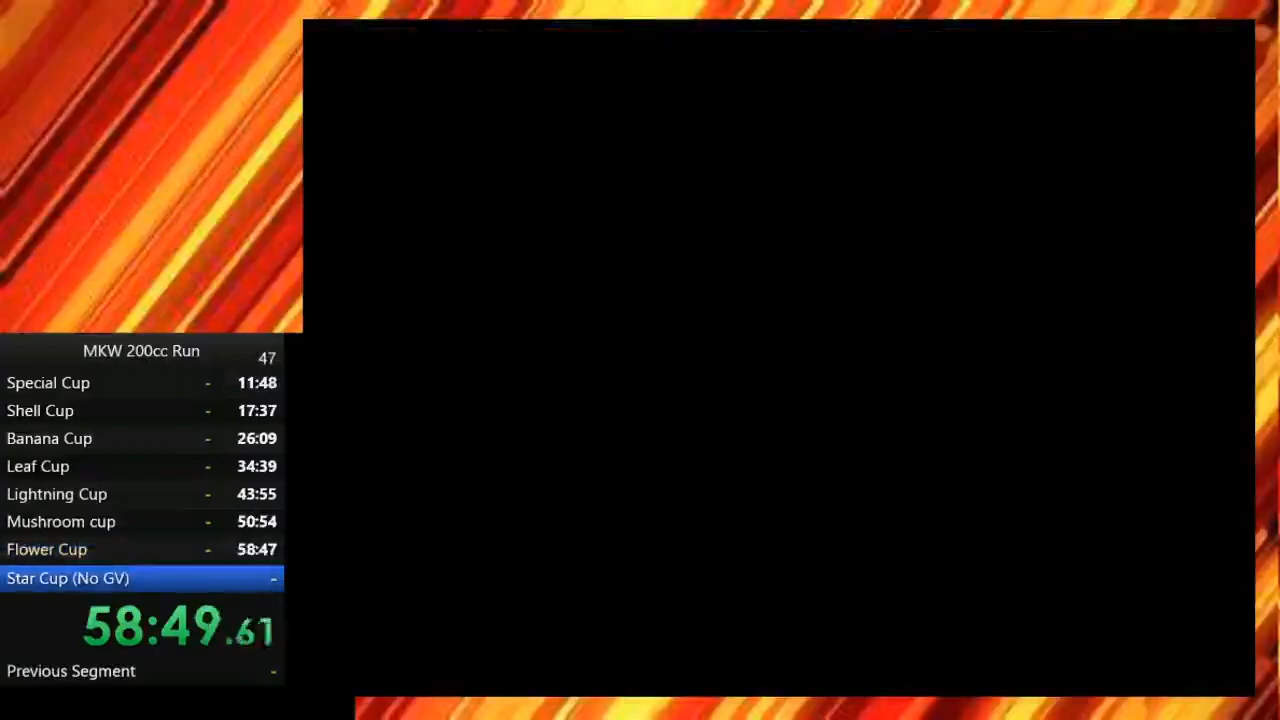 MKW 200cc Run 47
Special Cup - 11:48
Shell Cup - 17:37
Banana Cup - 26:09
Leaf Cup - 34:39
Lightning Cup - 43:55
Mushroom cup - 50:54
Flower Cup - 58:47
Star Cup (No GV) -
58:49.61
Previous Segment -